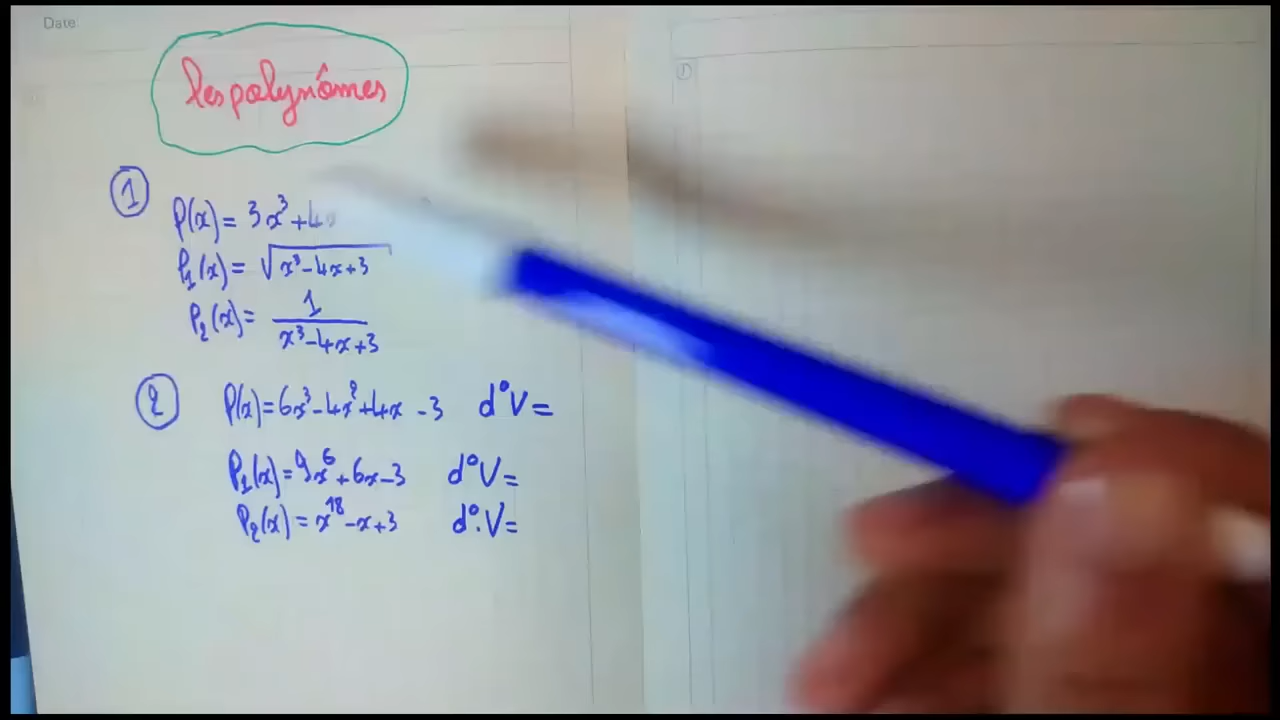 Date
les polynômes
1
P(x) = 3x³ + 4
P₁(x) = √(x³ - 4x + 3)
P₂(x) = 1 / (x³ - 4x + 3)
2
P(x) = 6x³ - 4x² + 4x - 3 d°V =
P₁(x) = 9x⁶ + 6x - 3 d°V =
P₂(x) = x¹⁸ - x + 3 d°.V =